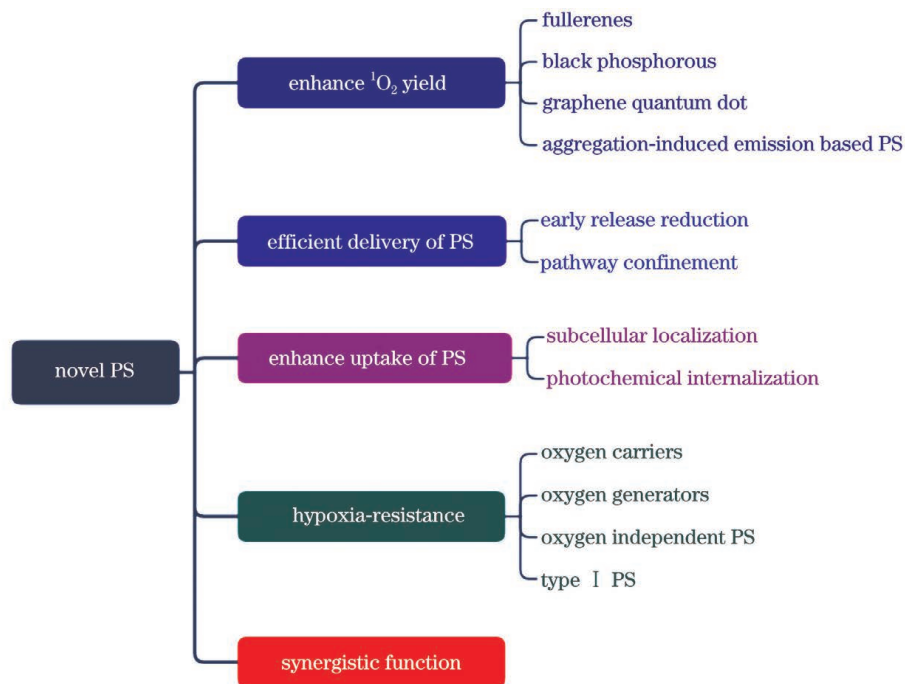 novel PS
enhance ¹O₂ yield
fullerenes
black phosphorous
graphene quantum dot
aggregation-induced emission based PS
efficient delivery of PS
early release reduction
pathway confinement
enhance uptake of PS
subcellular localization
photochemical internalization
hypoxia-resistance
oxygen carriers
oxygen generators
oxygen independent PS
type Ⅰ PS
synergistic function